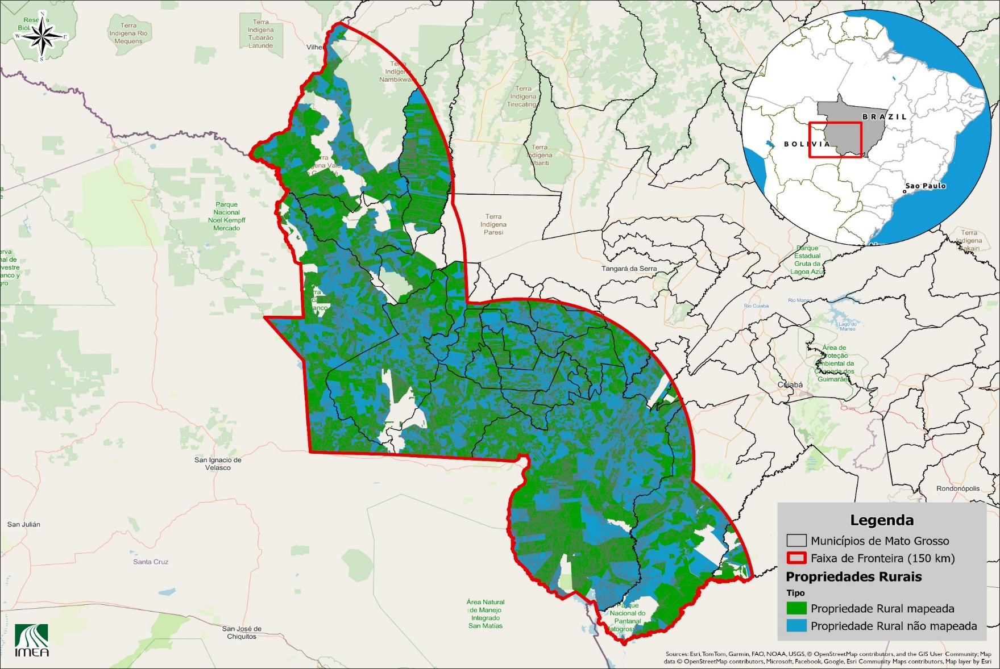 N
W
E
S
Reserva
Terra
Indígena Rio
Mequens
Terra
Indígena
Tubarão
Latunde
Terra
Indígena
Terra
Indígena
Tirecatinga
Terra
Indígena
Utiariti
Terra
Indígena
Paresi
Parque
Nacional
Noel Kempff
Mercado
Tangará da Serra
Parque
Estadual
Gruta da
Lagoa Azul
Terra
Indígena
Bakairi
Rio Manso
Rio Cuiabá
Lago do
Manso
Área de
Proteção
Ambiental da
Chapada dos
Guimarães
Cuiabá
Rondonópolis
San Ignacio de
Velasco
San Julián
Santa Cruz
San José de
Chiquitos
Área Natural
de Manejo
Integrado
San Matías
Parque
Nacional do
Pantanal
BRAZIL
BOLIVIA
Sao Paulo
Legenda
Municípios de Mato Grosso
Faixa de Fronteira (150 km)
Propriedades Rurais
Tipo
Propriedade Rural mapeada
Propriedade Rural não mapeada
IMEA
Sources: Esri, TomTom, Garmin, FAO, NOAA, USGS, © OpenStreetMap contributors, and the GIS User Community; Map
data © OpenStreetMap contributors, Microsoft, Facebook, Google, Esri Community Maps contributors, Map layer by Esri